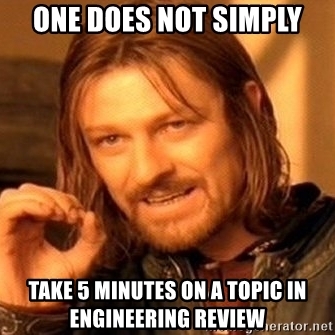 ONE DOES NOT SIMPLY
TAKE 5 MINUTES ON A TOPIC IN
ENGINEERING REVIEW